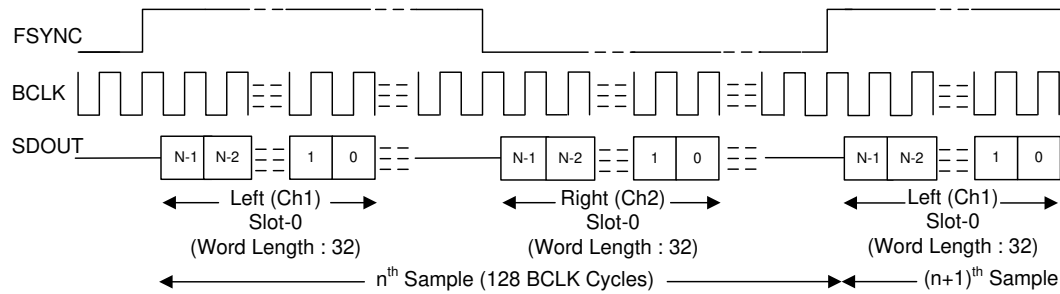 FSYNC
BCLK
SDOUT
N-1 N-2 1 0 N-1 N-2 1 0 N-1 N-2 1 0
Left (Ch1) Right (Ch2) Left (Ch1)
Slot-0 Slot-0 Slot-0
(Word Length : 32) (Word Length : 32) (Word Length : 32)
nth Sample (128 BCLK Cycles) (n+1)th Sample